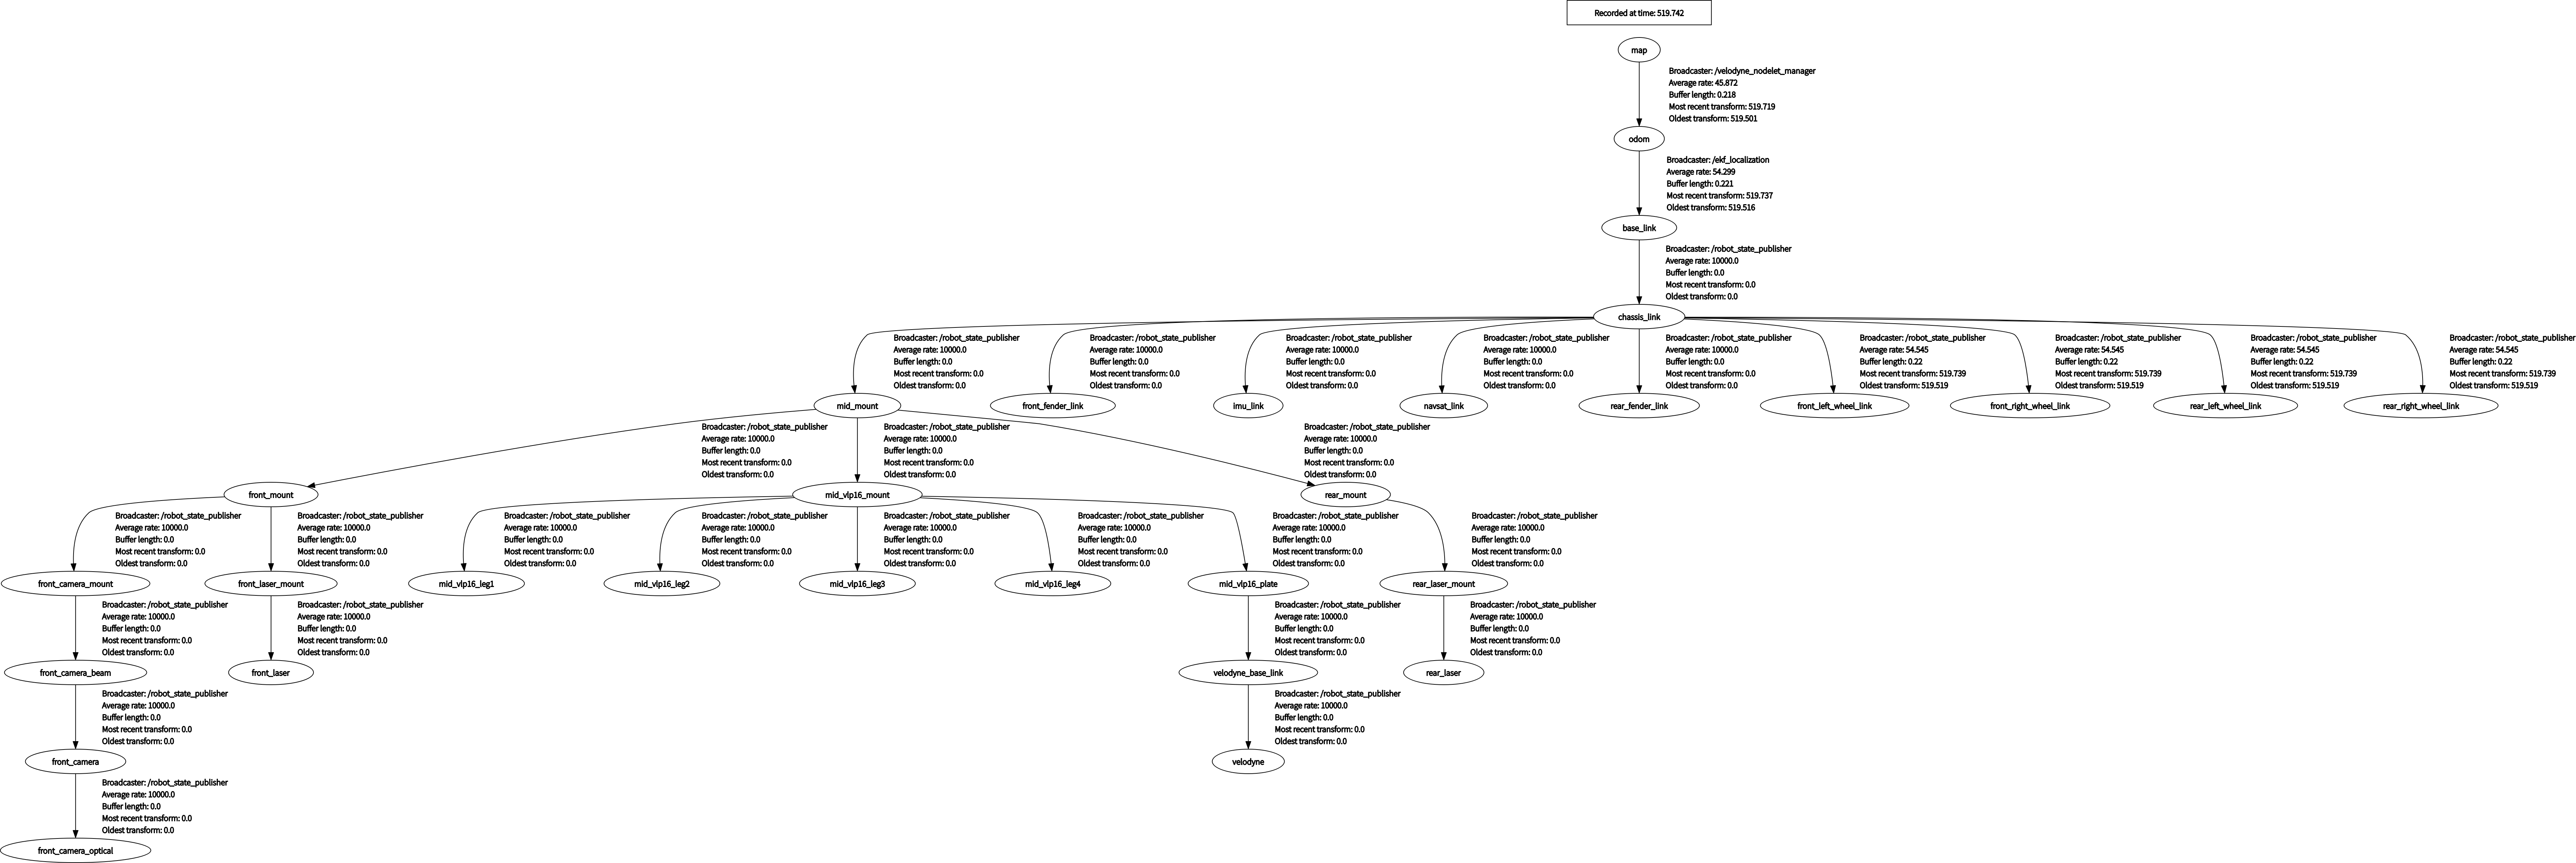 Recorded at time: 519.742
map
Broadcaster: /velodyne_nodelet_manager
Average rate: 45.872
Buffer length: 0.218
Most recent transform: 519.719
Oldest transform: 519.501
odom
Broadcaster: /ekf_localization
Average rate: 54.299
Buffer length: 0.221
Most recent transform: 519.737
Oldest transform: 519.516
base_link
Broadcaster: /robot_state_publisher
Average rate: 10000.0
Buffer length: 0.0
Most recent transform: 0.0
Oldest transform: 0.0
chassis_link
Broadcaster: /robot_state_publisher
Average rate: 10000.0
Buffer length: 0.0
Most recent transform: 0.0
Oldest transform: 0.0
Broadcaster: /robot_state_publisher
Average rate: 10000.0
Buffer length: 0.0
Most recent transform: 0.0
Oldest transform: 0.0
Broadcaster: /robot_state_publisher
Average rate: 10000.0
Buffer length: 0.0
Most recent transform: 0.0
Oldest transform: 0.0
Broadcaster: /robot_state_publisher
Average rate: 10000.0
Buffer length: 0.0
Most recent transform: 0.0
Oldest transform: 0.0
Broadcaster: /robot_state_publisher
Average rate: 10000.0
Buffer length: 0.0
Most recent transform: 0.0
Oldest transform: 0.0
Broadcaster: /robot_state_publisher
Average rate: 54.545
Buffer length: 0.22
Most recent transform: 519.739
Oldest transform: 519.519
Broadcaster: /robot_state_publisher
Average rate: 54.545
Buffer length: 0.22
Most recent transform: 519.739
Oldest transform: 519.519
Broadcaster: /robot_state_publisher
Average rate: 54.545
Buffer length: 0.22
Most recent transform: 519.739
Oldest transform: 519.519
Broadcaster: /robot_state_publisher
Average rate: 54.545
Buffer length: 0.22
Most recent transform: 519.739
Oldest transform: 519.519
mid_mount
front_fender_link
imu_link
navsat_link
rear_fender_link
front_left_wheel_link
front_right_wheel_link
rear_left_wheel_link
rear_right_wheel_link
Broadcaster: /robot_state_publisher
Average rate: 10000.0
Buffer length: 0.0
Most recent transform: 0.0
Oldest transform: 0.0
Broadcaster: /robot_state_publisher
Average rate: 10000.0
Buffer length: 0.0
Most recent transform: 0.0
Oldest transform: 0.0
Broadcaster: /robot_state_publisher
Average rate: 10000.0
Buffer length: 0.0
Most recent transform: 0.0
Oldest transform: 0.0
front_mount
mid_vlp16_mount
rear_mount
Broadcaster: /robot_state_publisher
Average rate: 10000.0
Buffer length: 0.0
Most recent transform: 0.0
Oldest transform: 0.0
Broadcaster: /robot_state_publisher
Average rate: 10000.0
Buffer length: 0.0
Most recent transform: 0.0
Oldest transform: 0.0
Broadcaster: /robot_state_publisher
Average rate: 10000.0
Buffer length: 0.0
Most recent transform: 0.0
Oldest transform: 0.0
Broadcaster: /robot_state_publisher
Average rate: 10000.0
Buffer length: 0.0
Most recent transform: 0.0
Oldest transform: 0.0
Broadcaster: /robot_state_publisher
Average rate: 10000.0
Buffer length: 0.0
Most recent transform: 0.0
Oldest transform: 0.0
Broadcaster: /robot_state_publisher
Average rate: 10000.0
Buffer length: 0.0
Most recent transform: 0.0
Oldest transform: 0.0
Broadcaster: /robot_state_publisher
Average rate: 10000.0
Buffer length: 0.0
Most recent transform: 0.0
Oldest transform: 0.0
Broadcaster: /robot_state_publisher
Average rate: 10000.0
Buffer length: 0.0
Most recent transform: 0.0
Oldest transform: 0.0
front_camera_mount
front_laser_mount
mid_vlp16_leg1
mid_vlp16_leg2
mid_vlp16_leg3
mid_vlp16_leg4
mid_vlp16_plate
rear_laser_mount
Broadcaster: /robot_state_publisher
Average rate: 10000.0
Buffer length: 0.0
Most recent transform: 0.0
Oldest transform: 0.0
Broadcaster: /robot_state_publisher
Average rate: 10000.0
Buffer length: 0.0
Most recent transform: 0.0
Oldest transform: 0.0
Broadcaster: /robot_state_publisher
Average rate: 10000.0
Buffer length: 0.0
Most recent transform: 0.0
Oldest transform: 0.0
Broadcaster: /robot_state_publisher
Average rate: 10000.0
Buffer length: 0.0
Most recent transform: 0.0
Oldest transform: 0.0
front_camera_beam
front_laser
velodyne_base_link
rear_laser
Broadcaster: /robot_state_publisher
Average rate: 10000.0
Buffer length: 0.0
Most recent transform: 0.0
Oldest transform: 0.0
Broadcaster: /robot_state_publisher
Average rate: 10000.0
Buffer length: 0.0
Most recent transform: 0.0
Oldest transform: 0.0
front_camera
velodyne
Broadcaster: /robot_state_publisher
Average rate: 10000.0
Buffer length: 0.0
Most recent transform: 0.0
Oldest transform: 0.0
front_camera_optical